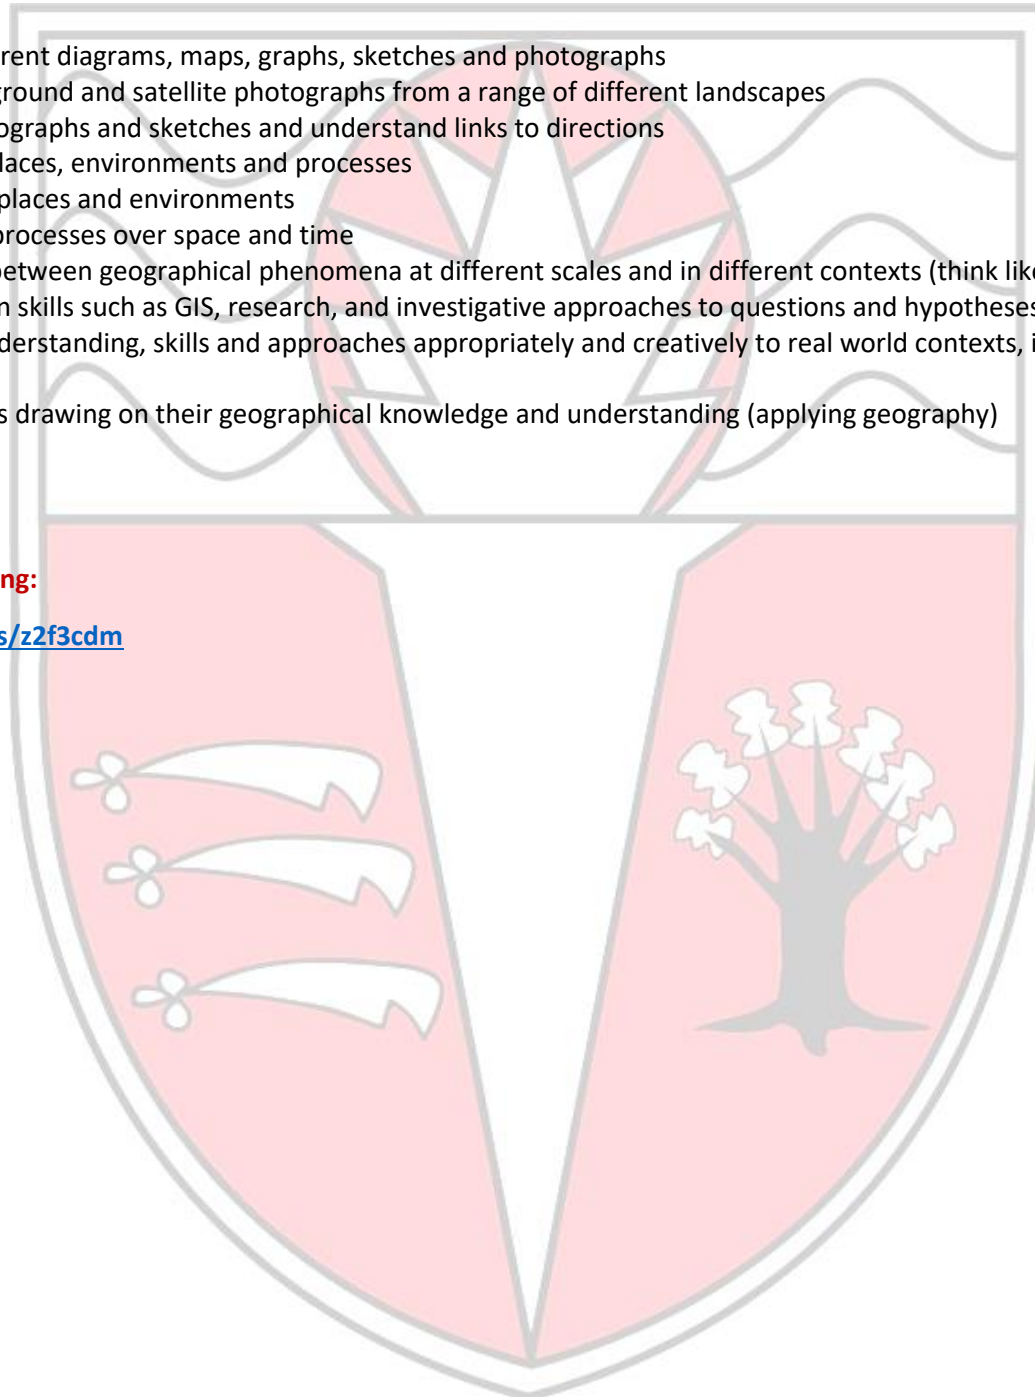 rent diagrams, maps, graphs, sketches and photographs
ground and satellite photographs from a range of different landscapes
ographs and sketches and understand links to directions
laces, environments and processes
places and environments
processes over space and time
between geographical phenomena at different scales and in different contexts (think like
n skills such as GIS, research, and investigative approaches to questions and hypotheses
derstanding, skills and approaches appropriately and creatively to real world contexts, i
s drawing on their geographical knowledge and understanding (applying geography)
ng:
s/z2f3cdm